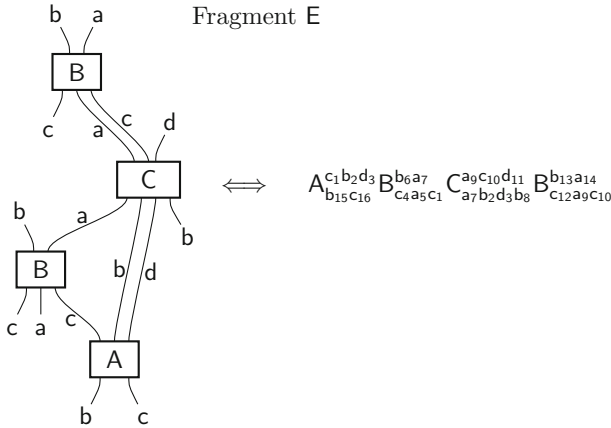 Fragment E
b a
B
c a c d
C
a b
b B b d
c a c
A
b c
⟺ A^{c₁b₂d₃}_{b₁₅c₁₆} B^{b₆a₇}_{c₄a₅c₁} C^{a₉c₁₀d₁₁}_{a₇b₂d₃b₈} B^{b₁₃a₁₄}_{c₁₂a₉c₁₀}